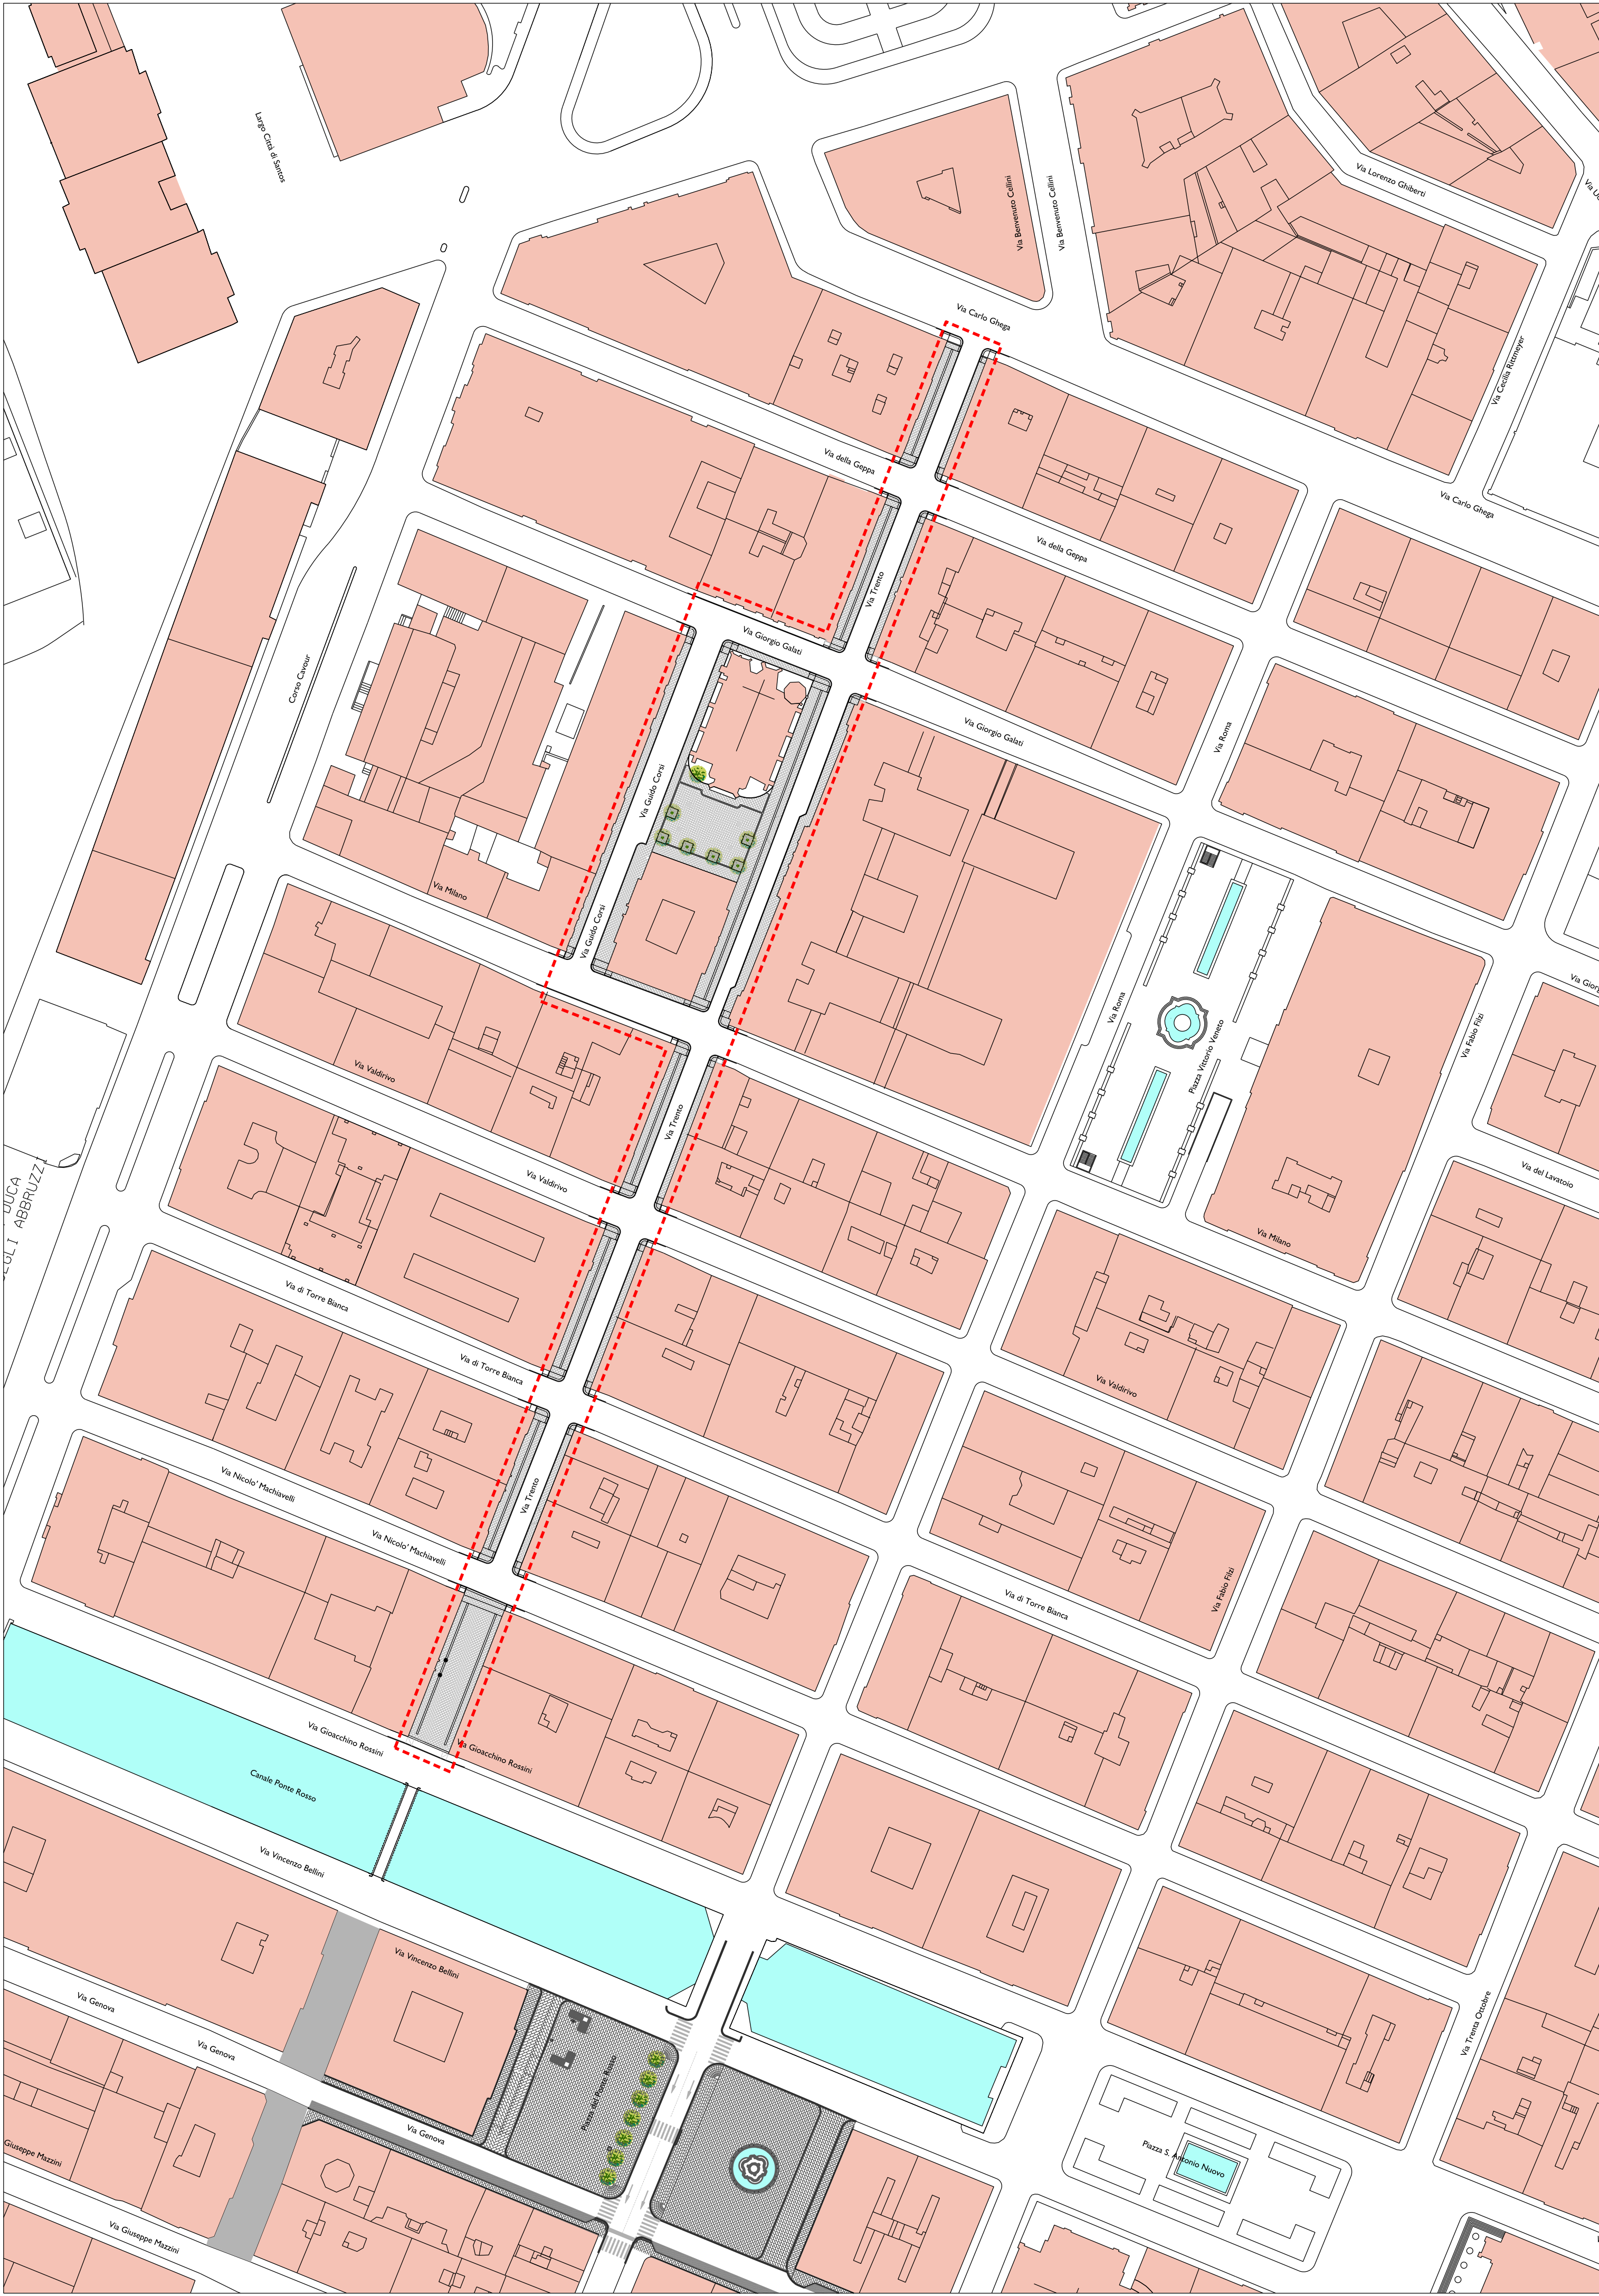 Largo Città di Santos
Via Benvenuto Cellini
Via Benvenuto Cellini
Via Lorenzo Ghiberti
Via Carlo Ghega
Via Cecilia Rittmeyer
Via della Geppa
Via Carlo Ghega
Via della Geppa
Via Trento
Via Giorgio Galati
Corso Cavour
Via Giorgio Galati
Via Roma
Via Guido Corsi
Via Milano
Via Guido Corsi
Via Roma
Piazza Vittorio Veneto
Via Fabio Filzi
Via Valdirivo
Via Trento
Via Valdirivo
Via del Lavatoio
DUCA
DEGLI ABBRUZZI
Via Milano
Via di Torre Bianca
Via di Torre Bianca
Via Valdirivo
Via Nicolo' Machiavelli
Via Trento
Via Nicolo' Machiavelli
Via di Torre Bianca
Via Fabio Filzi
Via Gioacchino Rossini
Via Gioacchino Rossini
Canale Ponte Rosso
Via Vincenzo Bellini
Via Vincenzo Bellini
Via Genova
Via Genova
Piazza del Ponte Rosso
Via Trenta Ottobre
Via Genova
Giuseppe Mazzini
Piazza S. Antonio Nuovo
Via Giuseppe Mazzini